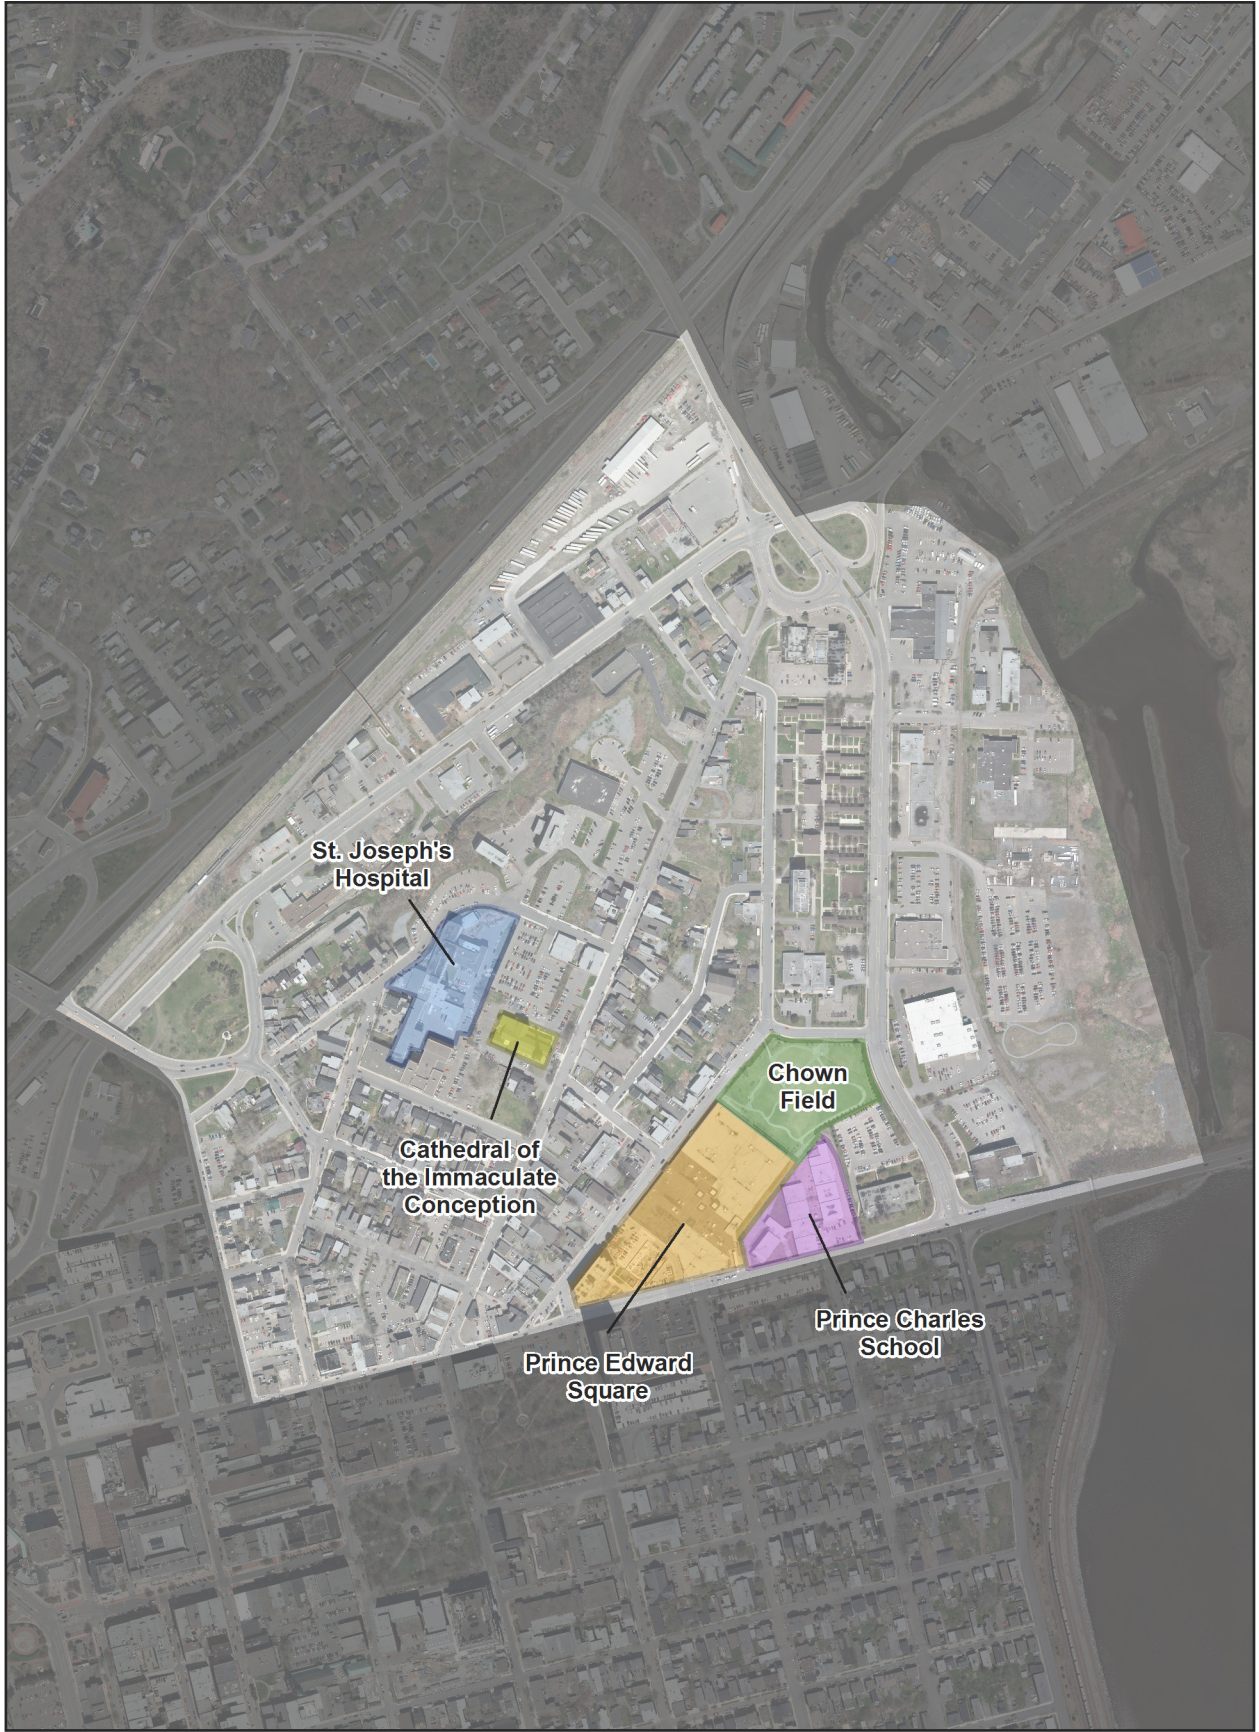 St. Joseph's
Hospital
Chown
Field
Cathedral of
the Immaculate
Conception
Prince Charles
School
Prince Edward
Square